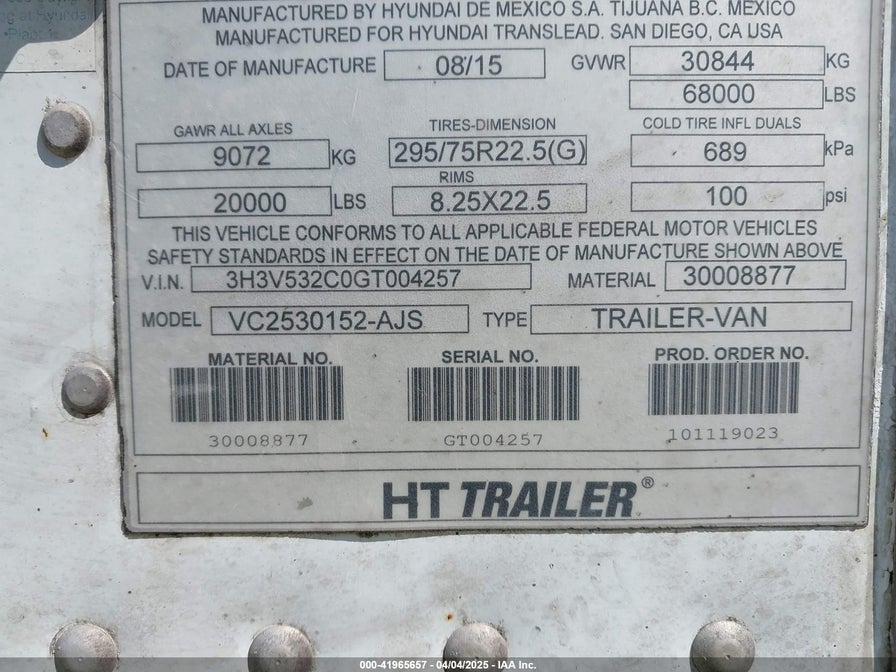 ing at Hyundai
MANUFACTURED BY HYUNDAI DE MEXICO S.A. TIJUANA B.C. MEXICO
MANUFACTURED FOR HYUNDAI TRANSLEAD. SAN DIEGO, CA USA
DATE OF MANUFACTURE 08/15 GVWR 30844 KG
68000 LBS
GAWR ALL AXLES TIRES-DIMENSION COLD TIRE INFL DUALS
9072 KG 295/75R22.5(G) 689 kPa
RIMS
20000 LBS 8.25X22.5 100 psi
THIS VEHICLE CONFORMS TO ALL APPLICABLE FEDERAL MOTOR VEHICLES
SAFETY STANDARDS IN EFFECT ON THE DATE OF MANUFACTURE SHOWN ABOVE
V.I.N. 3H3V532C0GT004257 MATERIAL 30008877
MODEL VC2530152-AJS TYPE TRAILER-VAN
MATERIAL NO. SERIAL NO. PROD. ORDER NO.
30008877 GT004257 101119023
HT TRAILER®
000-41965657 - 04/04/2025 - IAA Inc.